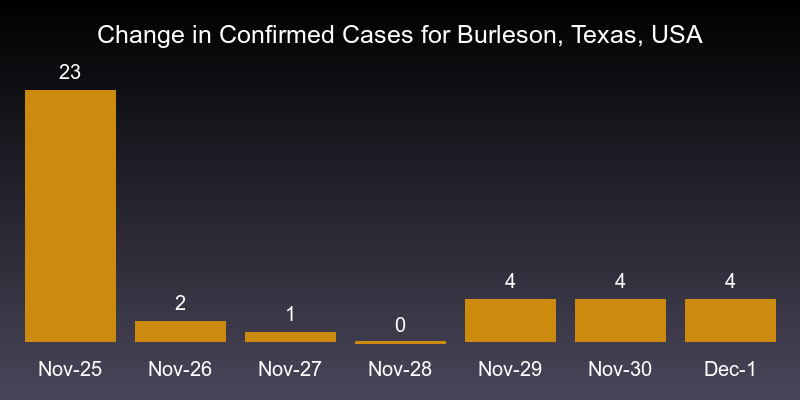 Change in Confirmed Cases for Burleson, Texas, USA
23
2
1
0
4
4
4
Nov-25
Nov-26
Nov-27
Nov-28
Nov-29
Nov-30
Dec-1